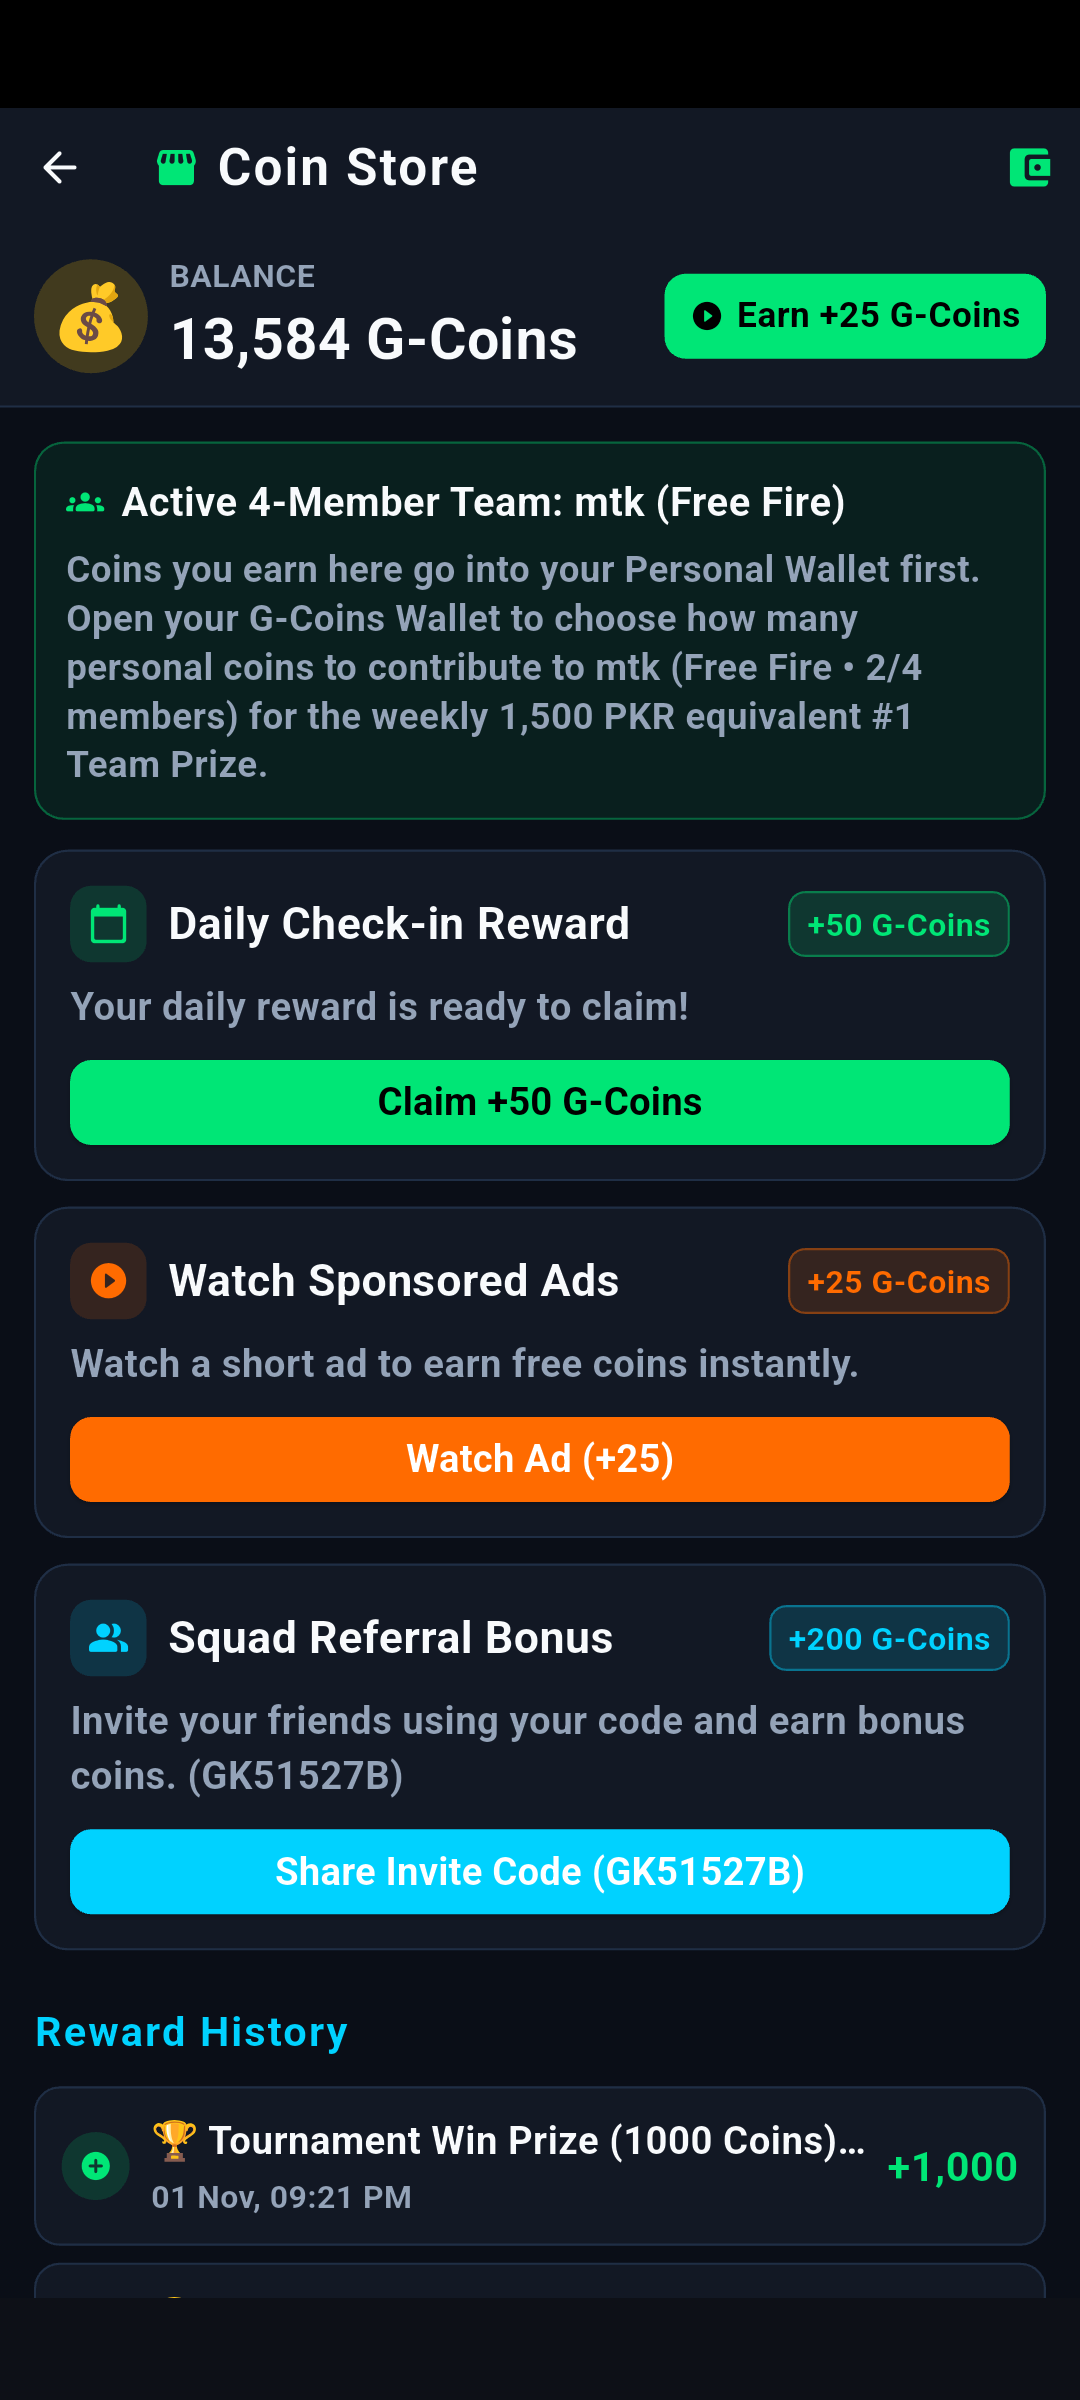 Coin Store
BALANCE
13,584 G-Coins
Earn +25 G-Coins
Active 4-Member Team: mtk (Free Fire)
Coins you earn here go into your Personal Wallet first.
Open your G-Coins Wallet to choose how many
personal coins to contribute to mtk (Free Fire • 2/4
members) for the weekly 1,500 PKR equivalent #1
Team Prize.
Daily Check-in Reward
+50 G-Coins
Your daily reward is ready to claim!
Claim +50 G-Coins
Watch Sponsored Ads
+25 G-Coins
Watch a short ad to earn free coins instantly.
Watch Ad (+25)
Squad Referral Bonus
+200 G-Coins
Invite your friends using your code and earn bonus
coins. (GK51527B)
Share Invite Code (GK51527B)
Reward History
🏆 Tournament Win Prize (1000 Coins)...
+1,000
01 Nov, 09:21 PM